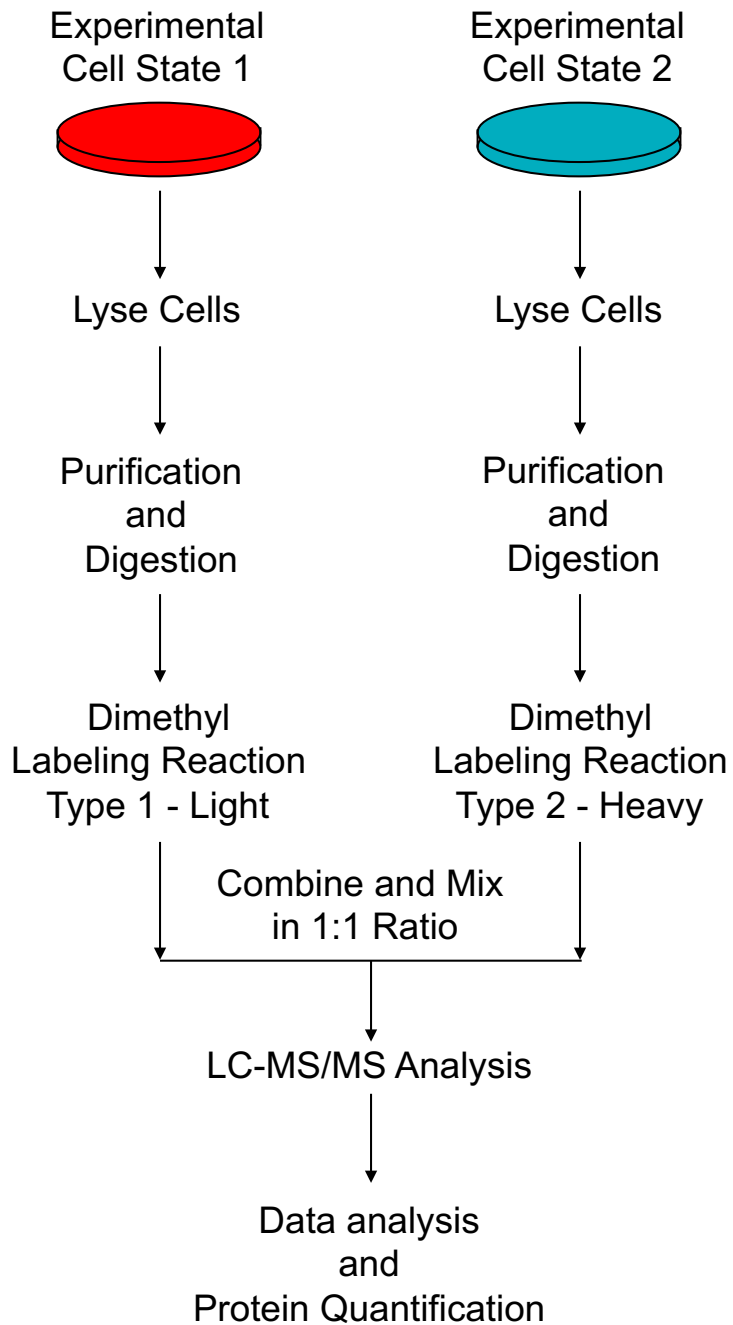 Experimental
Cell State 1
Experimental
Cell State 2
Lyse Cells
Lyse Cells
Purification
and
Digestion
Purification
and
Digestion
Dimethyl
Labeling Reaction
Type 1 - Light
Dimethyl
Labeling Reaction
Type 2 - Heavy
Combine and Mix
in 1:1 Ratio
LC-MS/MS Analysis
Data analysis
and
Protein Quantification